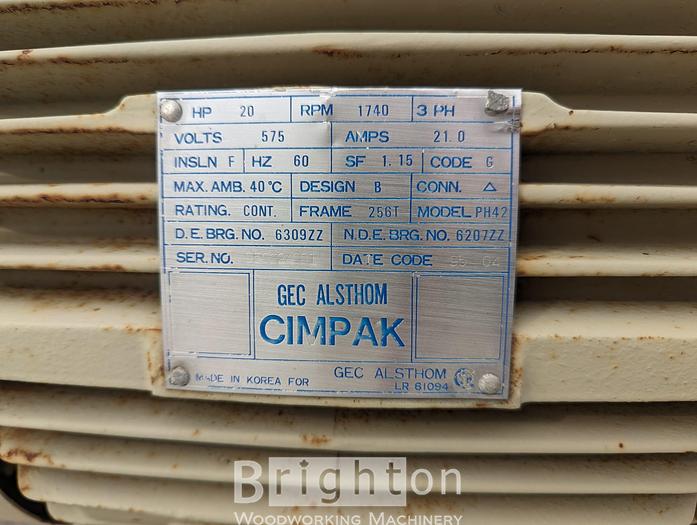 HP 20 RPM 1740 3 PH
VOLTS 575 AMPS 21.0
INSLN F HZ 60 SF 1.15 CODE G
MAX. AMB. 40°C DESIGN B CONN. △
RATING. CONT. FRAME 256T MODEL PH42
D.E. BRG. NO. 6309ZZ N.D.E. BRG. NO. 6207ZZ
SER. NO. DATE CODE
GEC ALSTHOM
CIMPAK
MADE IN KOREA FOR GEC ALSTHOM
LR 61094
Brighton
WOODWORKING MACHINERY